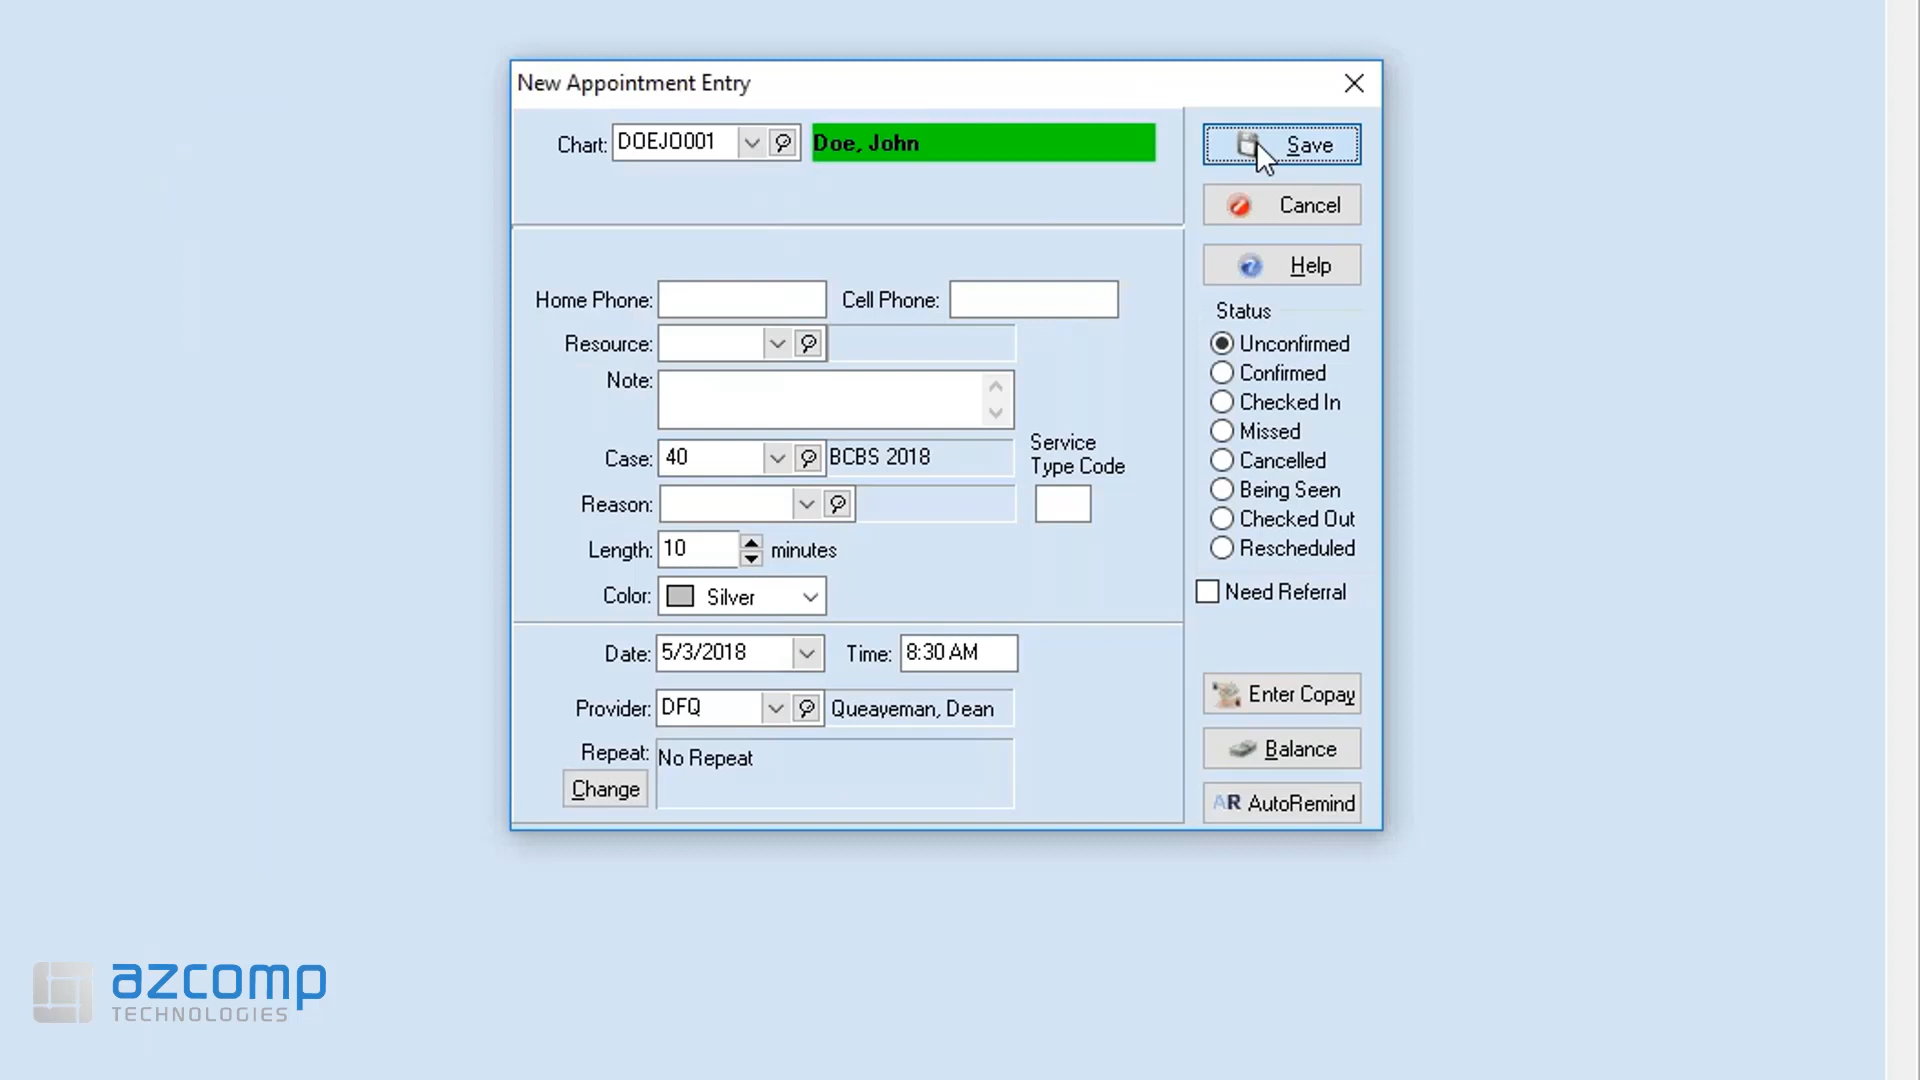 New Appointment Entry
Chart: DOEJO001 Doe, John
Save
Cancel
Help
Home Phone: Cell Phone:
Resource:
Note:
Case: 40 BCBS 2018
Service
Type Code
Reason:
Length: 10 minutes
Color: Silver
Status
Unconfirmed
Confirmed
Checked In
Missed
Cancelled
Being Seen
Checked Out
Rescheduled
Need Referral
Date: 5/3/2018 Time: 8:30 AM
Provider: DFQ Queayeman, Dean
Repeat: No Repeat
Change
Enter Copay
Balance
AR AutoRemind
azcomp
TECHNOLOGIES